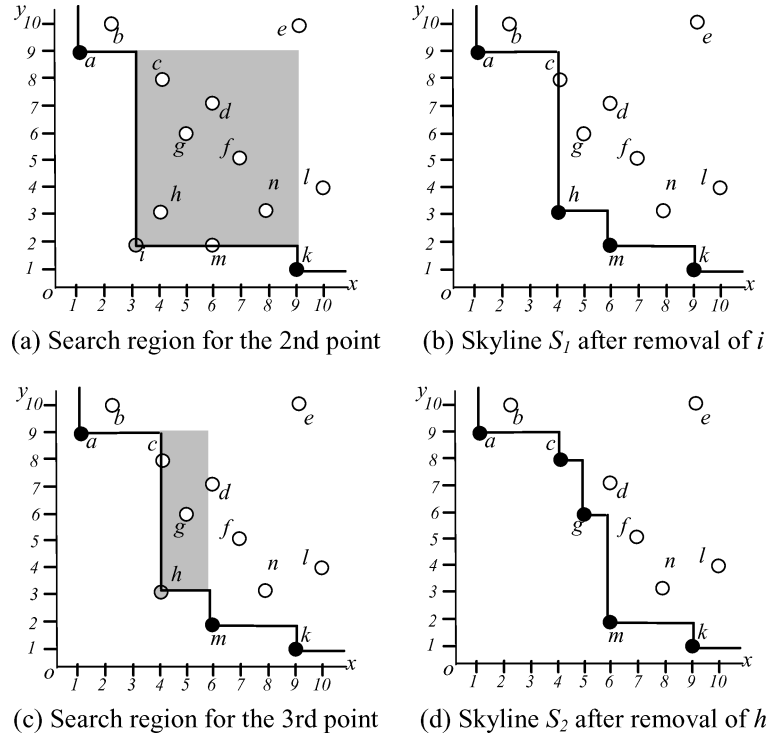 y
10
9
8
7
6
5
4
3
2
1
o
1 2 3 4 5 6 7 8 9 10
x
b
e
a
c
d
g
f
h
n
l
i
m
k
(a) Search region for the 2nd point
y
10
9
8
7
6
5
4
3
2
1
o
1 2 3 4 5 6 7 8 9 10
x
b
e
a
c
d
g
f
h
n
l
m
k
(b) Skyline S1 after removal of i
y
10
9
8
7
6
5
4
3
2
1
o
1 2 3 4 5 6 7 8 9 10
x
b
e
a
c
d
g
f
h
n
l
m
k
(c) Search region for the 3rd point
y
10
9
8
7
6
5
4
3
2
1
o
1 2 3 4 5 6 7 8 9 10
x
b
e
a
c
d
g
f
n
l
m
k
(d) Skyline S2 after removal of h